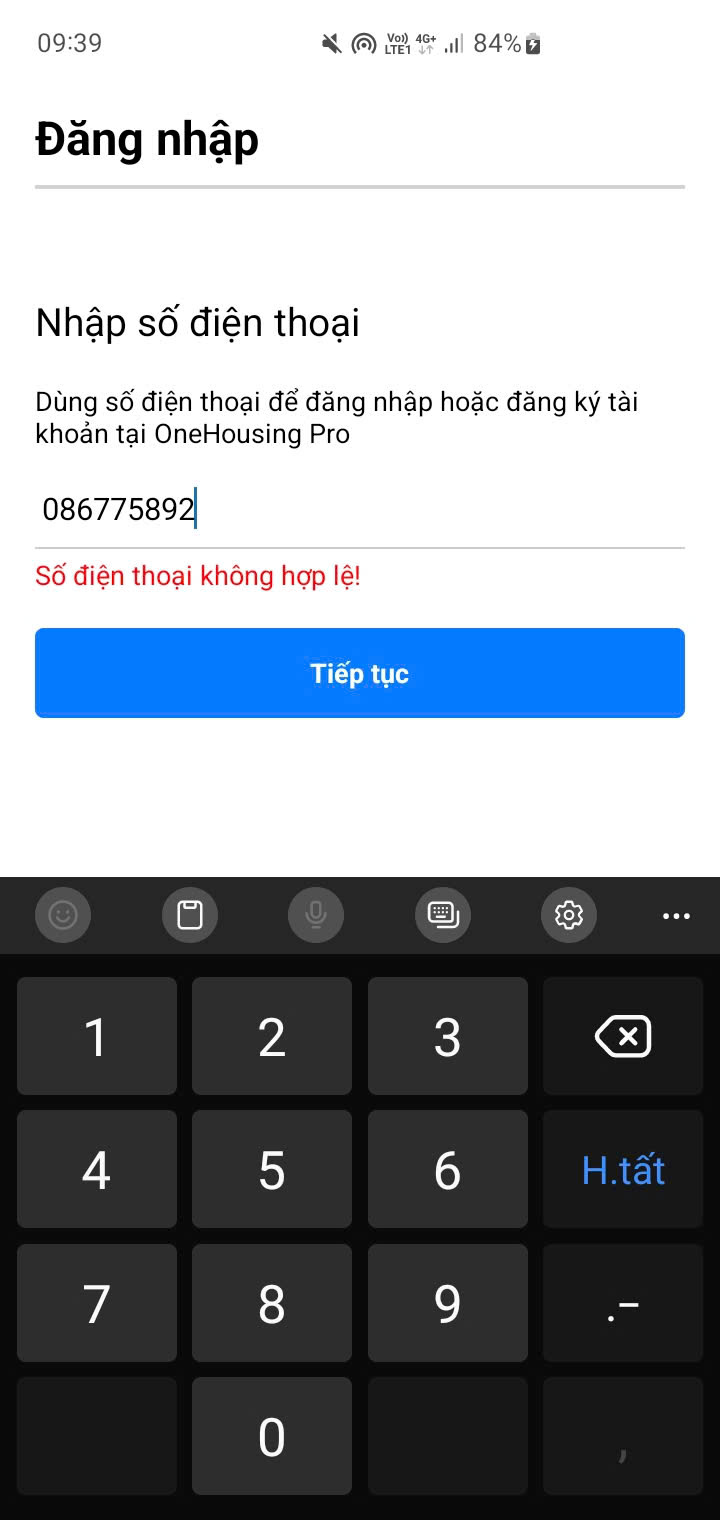 09:39
Vo)) LTE1 4G+ 84%
Đăng nhập
Nhập số điện thoại
Dùng số điện thoại để đăng nhập hoặc đăng ký tài
khoản tại OneHousing Pro
086775892
Số điện thoại không hợp lệ!
Tiếp tục
1 2 3
4 5 6 H.tất
7 8 9 .–
0 ,